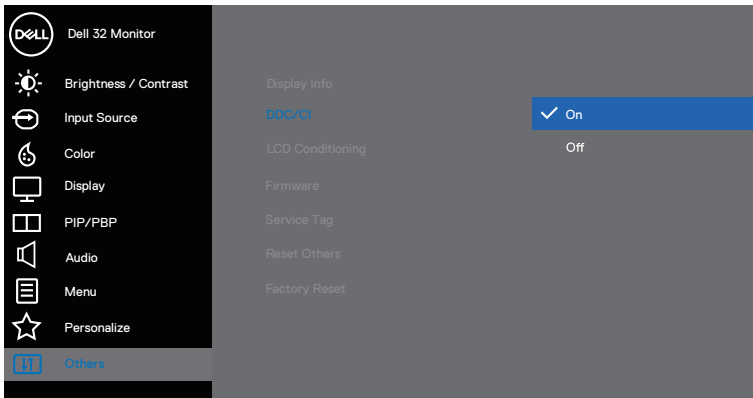 DELL
Dell 32 Monitor
Brightness / Contrast
Input Source
Color
Display
PIP/PBP
Audio
Menu
Personalize
Others
Display Info
DDC/CI
LCD Conditioning
Firmware
Service Tag
Reset Others
Factory Reset
On
Off